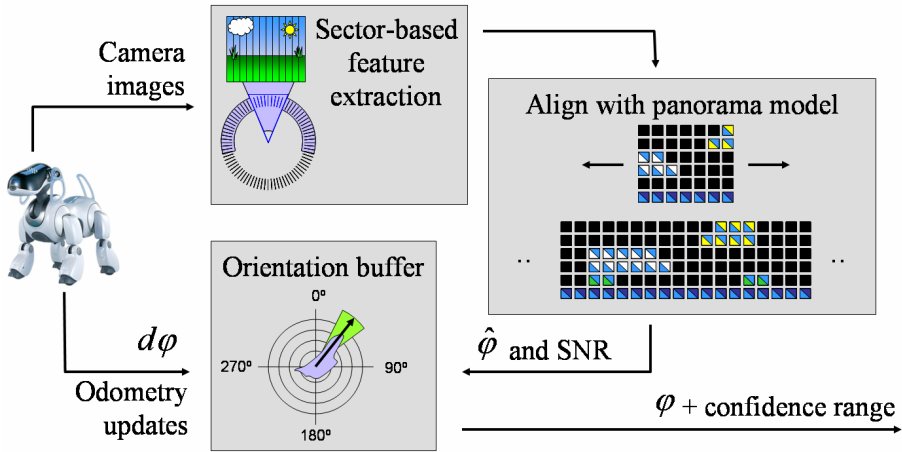 Camera
images
Sector-based
feature
extraction
Align with panorama model
..
..
Orientation buffer
0º
270º
90º
180º
dφ
Odometry
updates
φ̂ and SNR
φ + confidence range